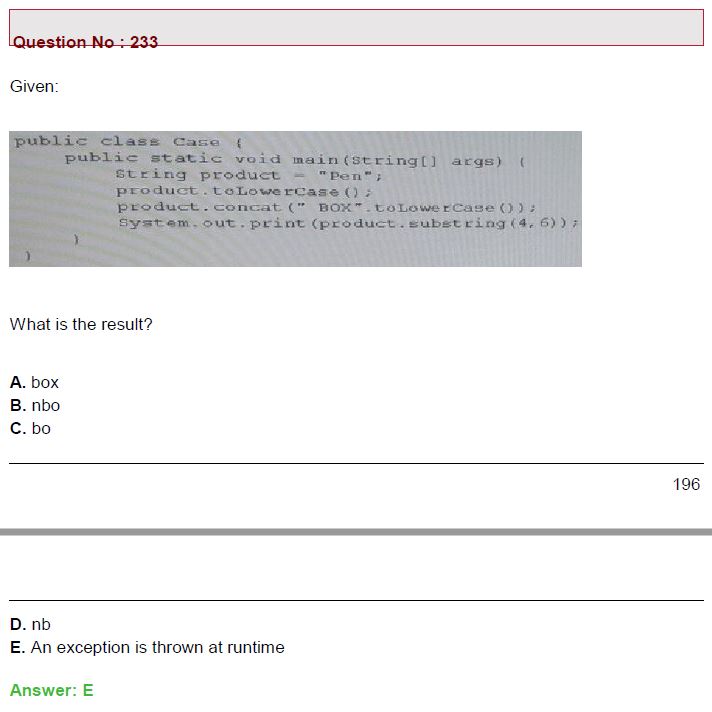 Question No : 233
Given:
public class Case {
public static void main(String[] args) {
String product = "Pen";
product.toLowerCase();
product.concat(" BOX".toLowerCase());
System.out.print(product.substring(4,6));
}
}
What is the result?
A. box
B. nbo
C. bo
196
D. nb
E. An exception is thrown at runtime
Answer: E